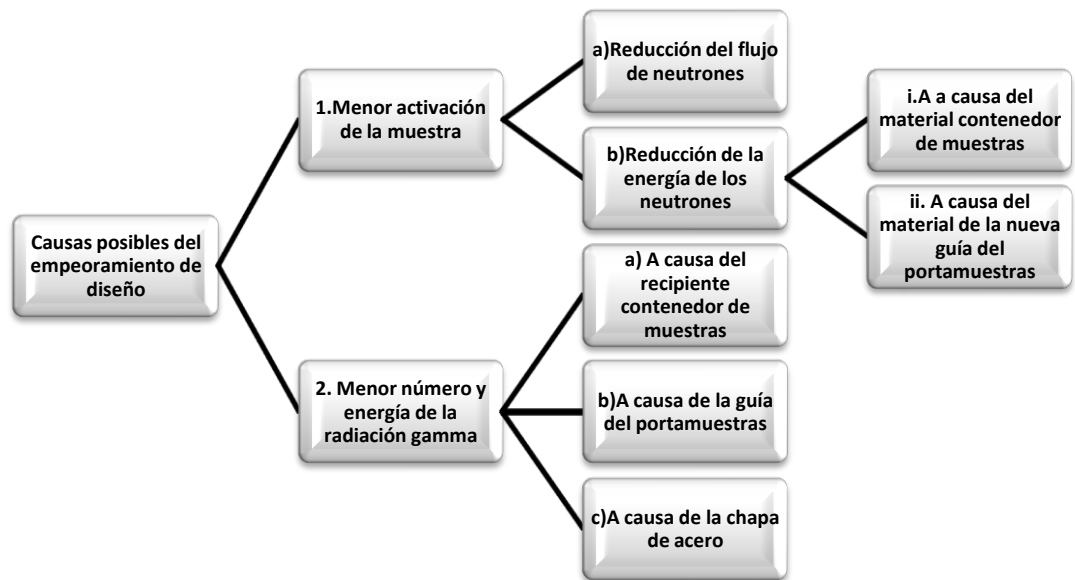 Causas posibles del
empeoramiento de
diseño
1.Menor activación
de la muestra
a)Reducción del flujo
de neutrones
b)Reducción de la
energía de los
neutrones
i.A a causa del
material contenedor
de muestras
ii. A causa del
material de la nueva
guía del
portamuestras
2. Menor número y
energía de la
radiación gamma
a) A causa del
recipiente
contenedor de
muestras
b)A causa de la guía
del portamuestras
c)A causa de la chapa
de acero